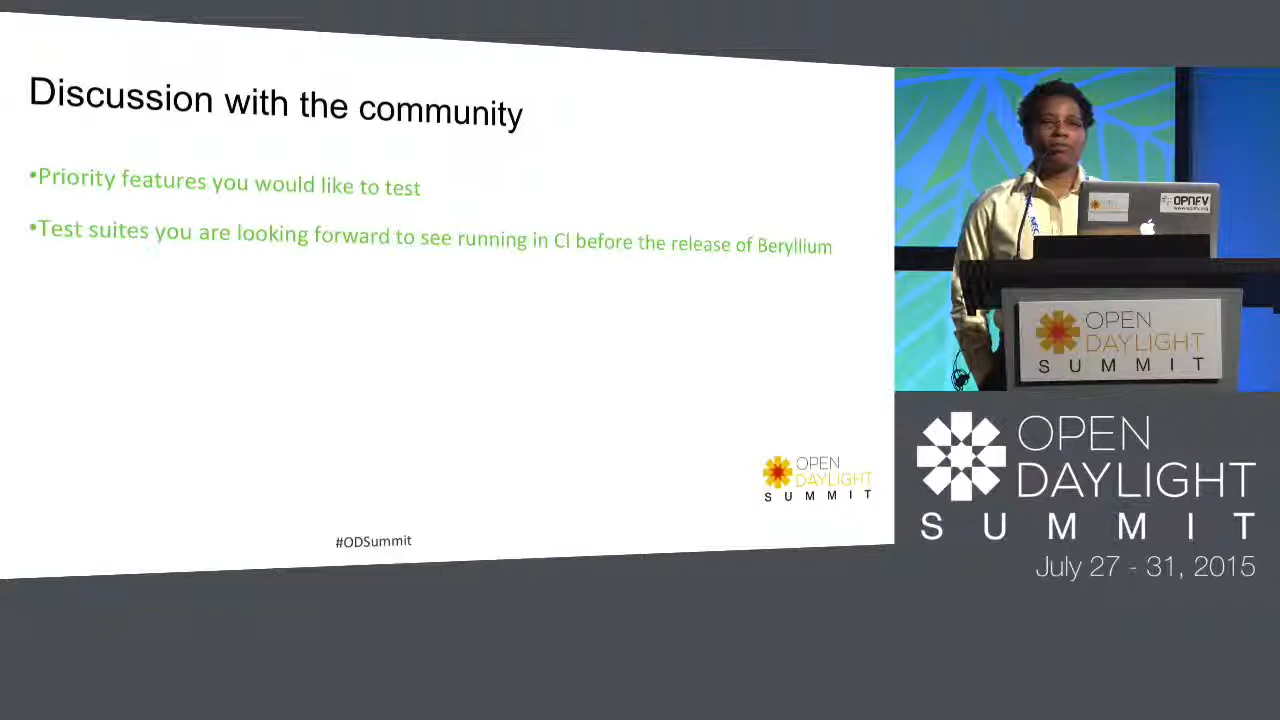 Discussion with the community
•Priority features you would like to test
•Test suites you are looking forward to see running in CI before the release of Beryllium
OPEN
DAYLIGHT
SUMMIT
#ODSummit
OPNFV
OPEN
DAYLIGHT
SUMMIT
OPEN
DAYLIGHT
SUMMIT
July 27 - 31, 2015